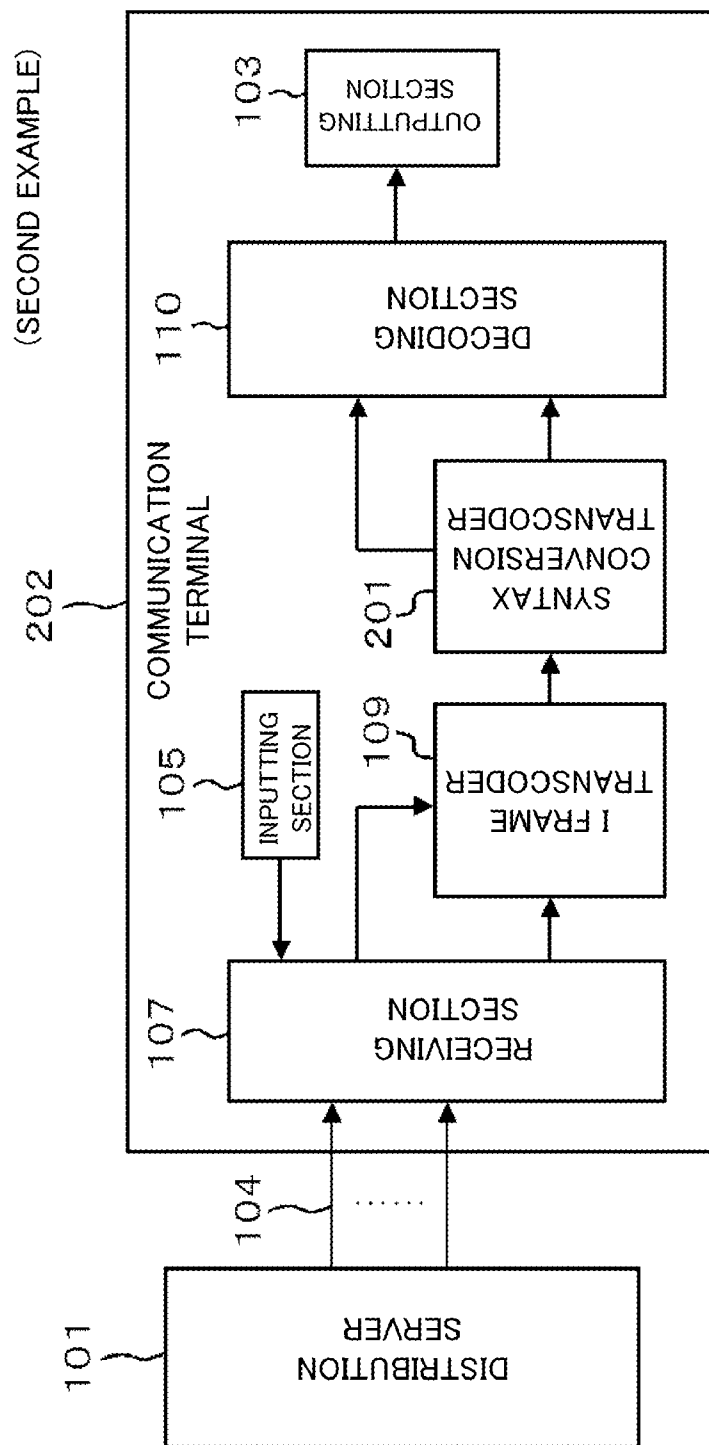 (SECOND EXAMPLE)
202
COMMUNICATION
TERMINAL
101
DISTRIBUTION
SERVER
104
......
107
RECEIVING
SECTION
105
INPUTTING
SECTION
109
I FRAME
TRANSCODER
201
SYNTAX
CONVERSION
TRANSCODER
110
DECODING
SECTION
103
OUTPUTTING
SECTION